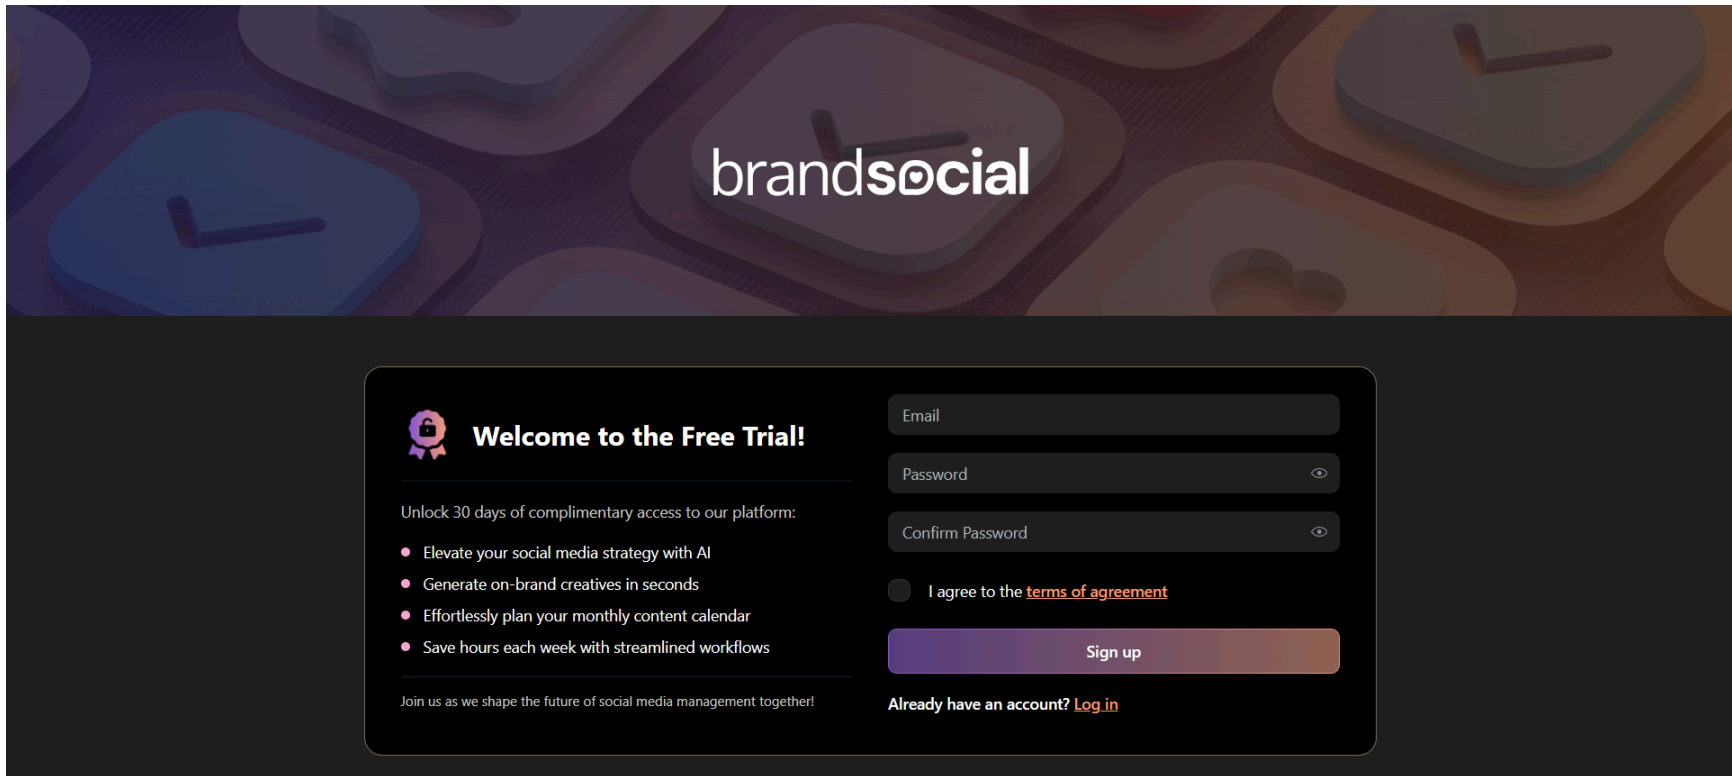 brandsocial
Welcome to the Free Trial!
Unlock 30 days of complimentary access to our platform:
Elevate your social media strategy with AI
Generate on-brand creatives in seconds
Effortlessly plan your monthly content calendar
Save hours each week with streamlined workflows
Join us as we shape the future of social media management together!
Email
Password
Confirm Password
I agree to the terms of agreement
Sign up
Already have an account? Log in